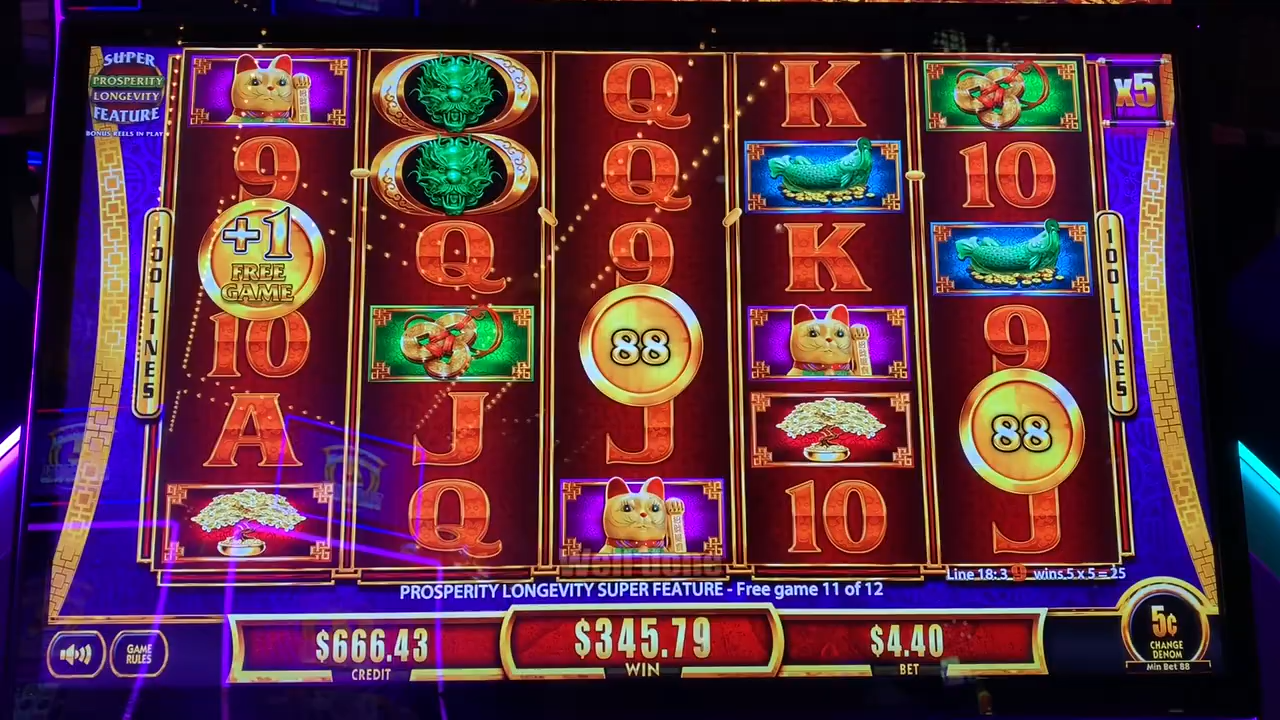 SUPER
PROSPERITY
LONGEVITY
FEATURE
BONUS REELS IN PLAY
x5
Q
K
9
Q
10
+1
FREE
GAME
Q
9
K
10
88
9
A
J
J
88
Q
10
J
100 LINES
100 LINES
Well done
Line 18: 3 9 wins 5 x 5 = 25
PROSPERITY LONGEVITY SUPER FEATURE - Free game 11 of 12
GAME
RULES
$666.43
CREDIT
$345.79
WIN
$4.40
BET
5¢
CHANGE
DENOM
Min Bet 88